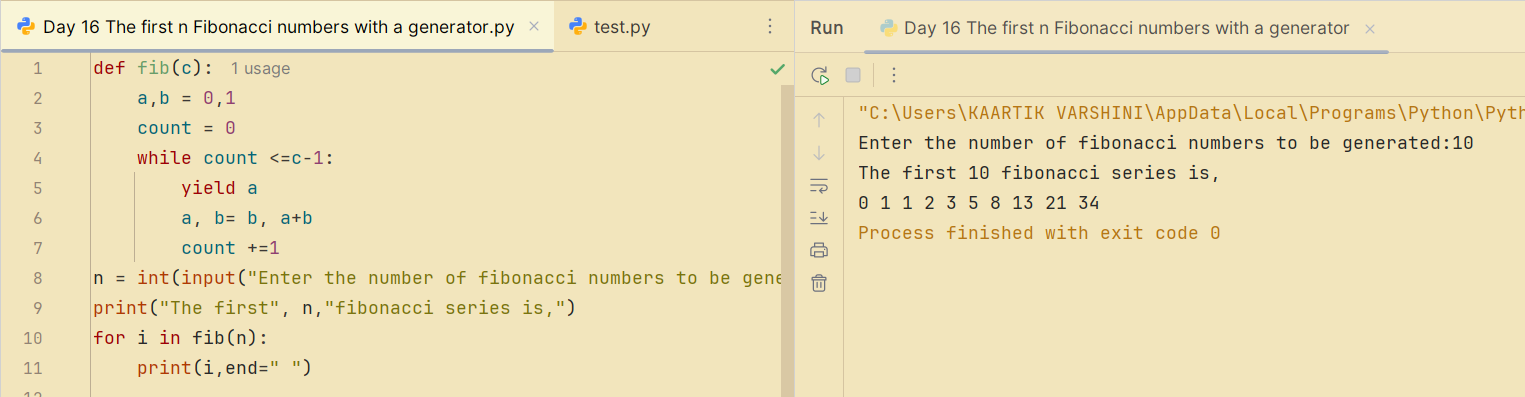 Day 16 The first n Fibonacci numbers with a generator.py
test.py
1 def fib(c): 1 usage
2 a,b = 0,1
3 count = 0
4 while count <=c-1:
5 yield a
6 a, b= b, a+b
7 count +=1
8 n = int(input("Enter the number of fibonacci numbers to be gene
9 print("The first", n,"fibonacci series is,")
10 for i in fib(n):
11 print(i,end=" ")
12
Run Day 16 The first n Fibonacci numbers with a generator
"C:\Users\KAARTIK VARSHINI\AppData\Local\Programs\Python\Pyth
Enter the number of fibonacci numbers to be generated:10
The first 10 fibonacci series is,
0 1 1 2 3 5 8 13 21 34
Process finished with exit code 0